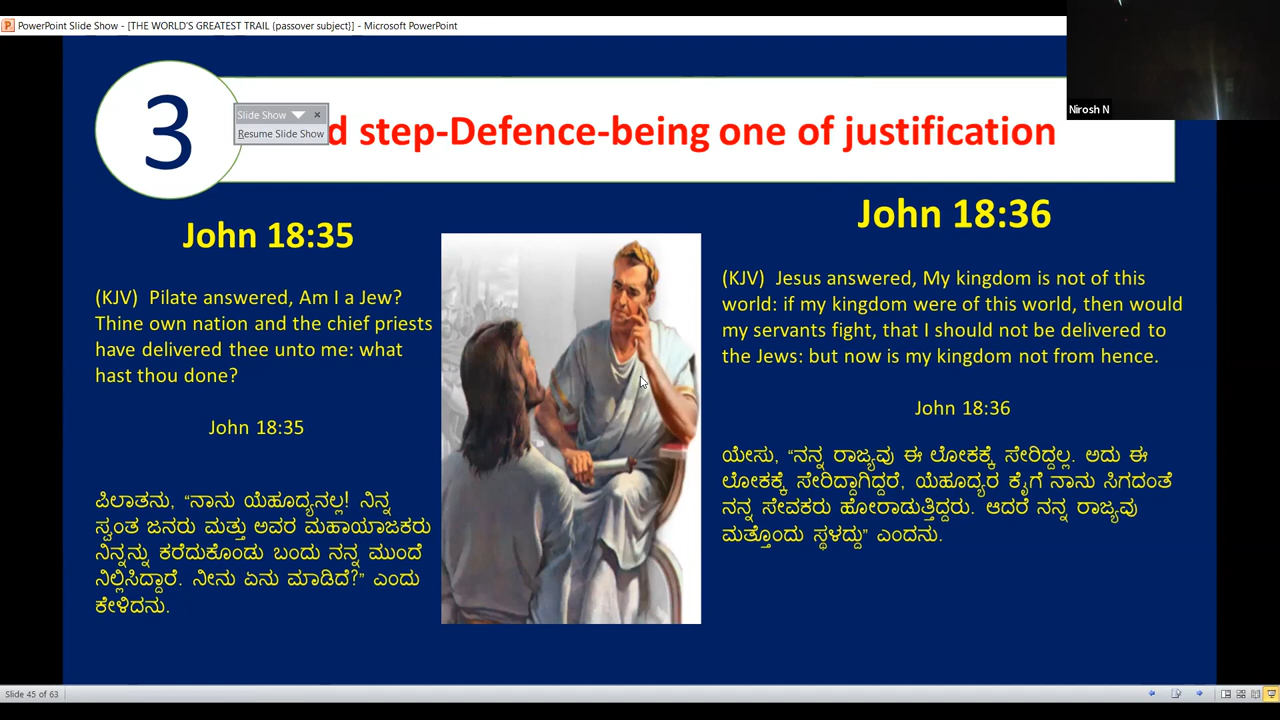 PowerPoint Slide Show - [THE WORLD'S GREATEST TRAIL (passover subject}] - Microsoft PowerPoint
Nirosh N
3
Slide Show
Resume Slide Show
d step-Defence-being one of justification
John 18:35
(KJV) Pilate answered, Am I a Jew?
Thine own nation and the chief priests
have delivered thee unto me: what
hast thou done?
John 18:35
ಪಿಲಾತನು, “ನಾನು ಯೆಹೂದ್ಯನಲ್ಲ! ನಿನ್ನ
ಸ್ವಂತ ಜನರು ಮತ್ತು ಅವರ ಮಹಾಯಾಜಕರು
ನಿನ್ನನ್ನು ಕರೆದುಕೊಂಡು ಬಂದು ನನ್ನ ಮುಂದೆ
ನಿಲ್ಲಿಸಿದ್ದಾರೆ. ನೀನು ಏನು ಮಾಡಿದೆ?” ಎಂದು
ಕೇಳಿದನು.
John 18:36
(KJV) Jesus answered, My kingdom is not of this
world: if my kingdom were of this world, then would
my servants fight, that I should not be delivered to
the Jews: but now is my kingdom not from hence.
John 18:36
ಯೇಸು, “ನನ್ನ ರಾಜ್ಯವು ಈ ಲೋಕಕ್ಕೆ ಸೇರಿದ್ದಲ್ಲ. ಅದು ಈ
ಲೋಕಕ್ಕೆ ಸೇರಿದ್ದಾಗಿದ್ದರೆ, ಯೆಹೂದ್ಯರ ಕೈಗೆ ನಾನು ಸಿಗದಂತೆ
ನನ್ನ ಸೇವಕರು ಹೋರಾಡುತ್ತಿದ್ದರು. ಆದರೆ ನನ್ನ ರಾಜ್ಯವು
ಮತ್ತೊಂದು ಸ್ಥಳದ್ದು” ಎಂದನು.
Slide 45 of 63